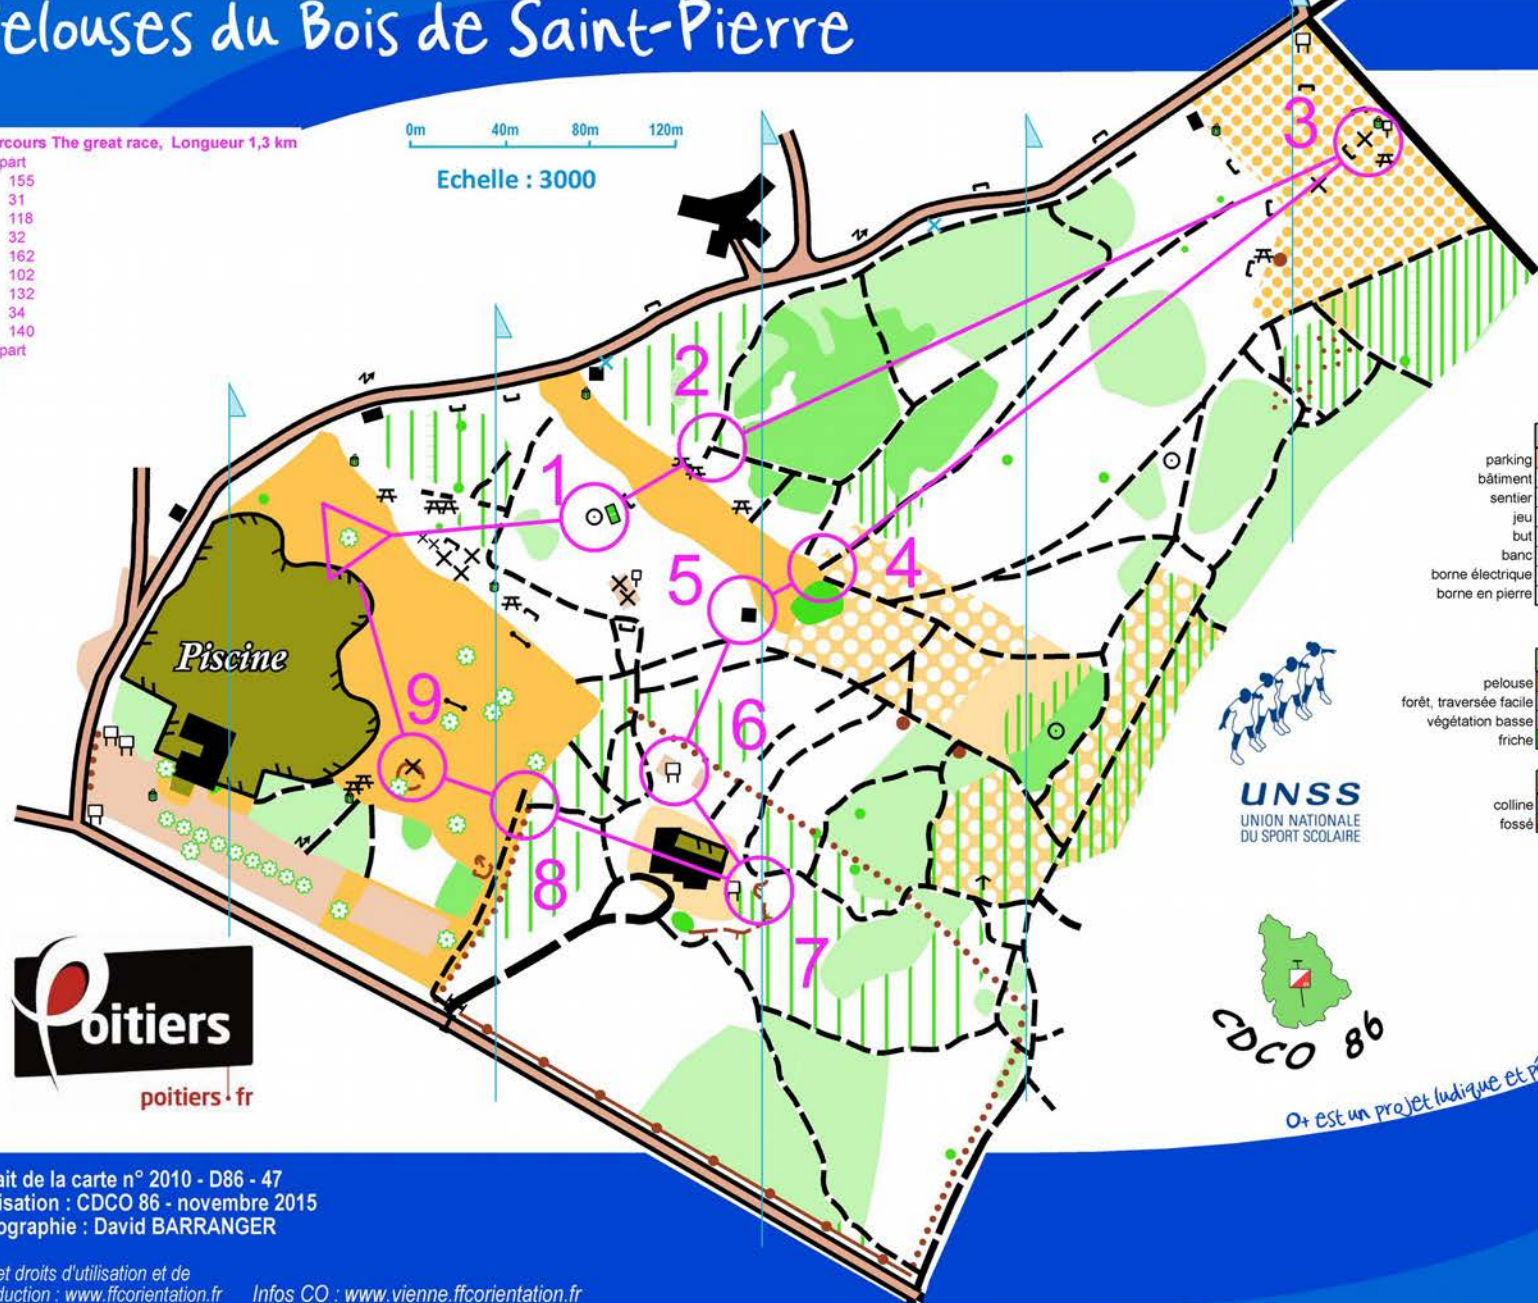 elouses du Bois de Saint-Pierre
rcours The great race, Longueur 1,3 km
part
155
31
118
32
162
102
132
34
140
part
0m 40m 80m 120m
Echelle : 3000
3
2
1
4
5
6
9
8
7
Piscine
parking
bâtiment
sentier
jeu
but
banc
borne électrique
borne en pierre
pelouse
forêt, traversée facile
végétation basse
friche
colline
fossé
UNSS
UNION NATIONALE
DU SPORT SCOLAIRE
CDCO 86
Poitiers
poitiers.fr
O+ est un projet ludique et
ait de la carte n° 2010 - D86 - 47
isation : CDCO 86 - novembre 2015
ographie : David BARRANGER
et droits d'utilisation et de
duction : www.ffcorientation.fr
Infos CO : www.vienne.ffcorientation.fr